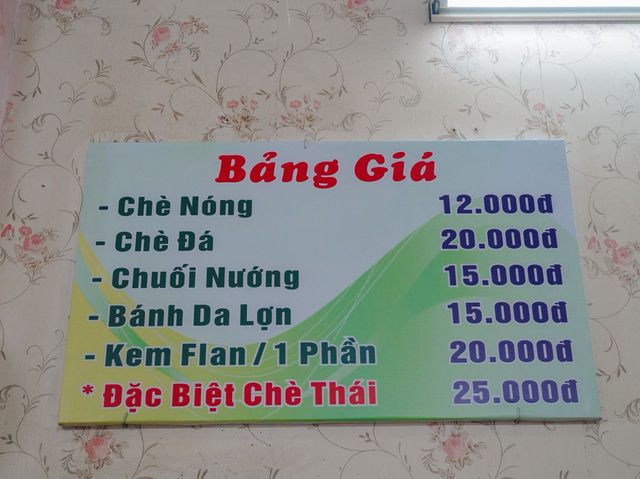 Bảng Giá
- Chè Nóng 12.000đ
- Chè Đá 20.000đ
- Chuối Nướng 15.000đ
- Bánh Da Lợn 15.000đ
- Kem Flan / 1 Phần 20.000đ
* Đặc Biệt Chè Thái 25.000đ